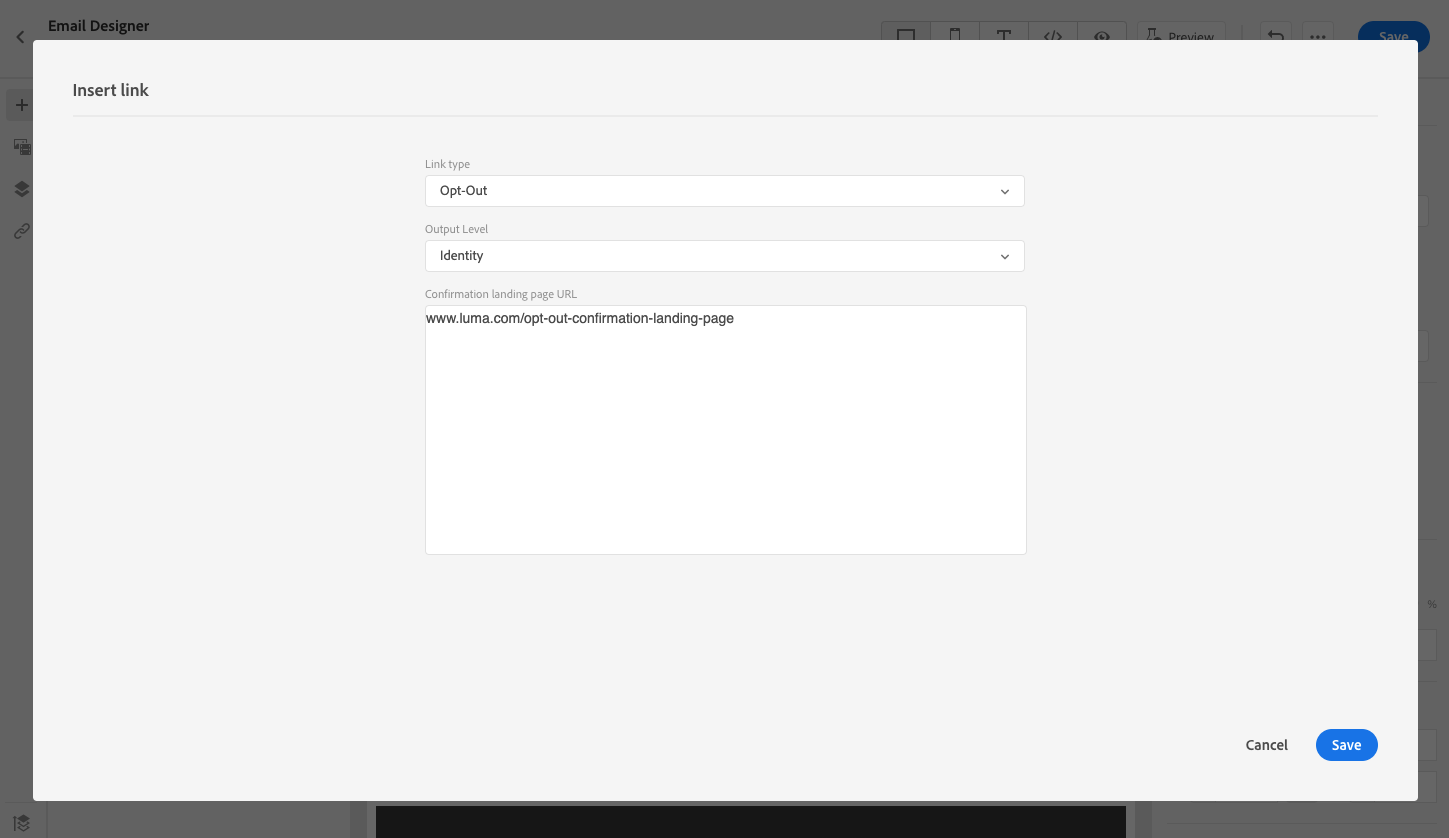 Email Designer
Preview
Save
Insert link
Link type
Opt-Out
Output Level
Identity
Confirmation landing page URL
www.luma.com/opt-out-confirmation-landing-page
%
Cancel
Save